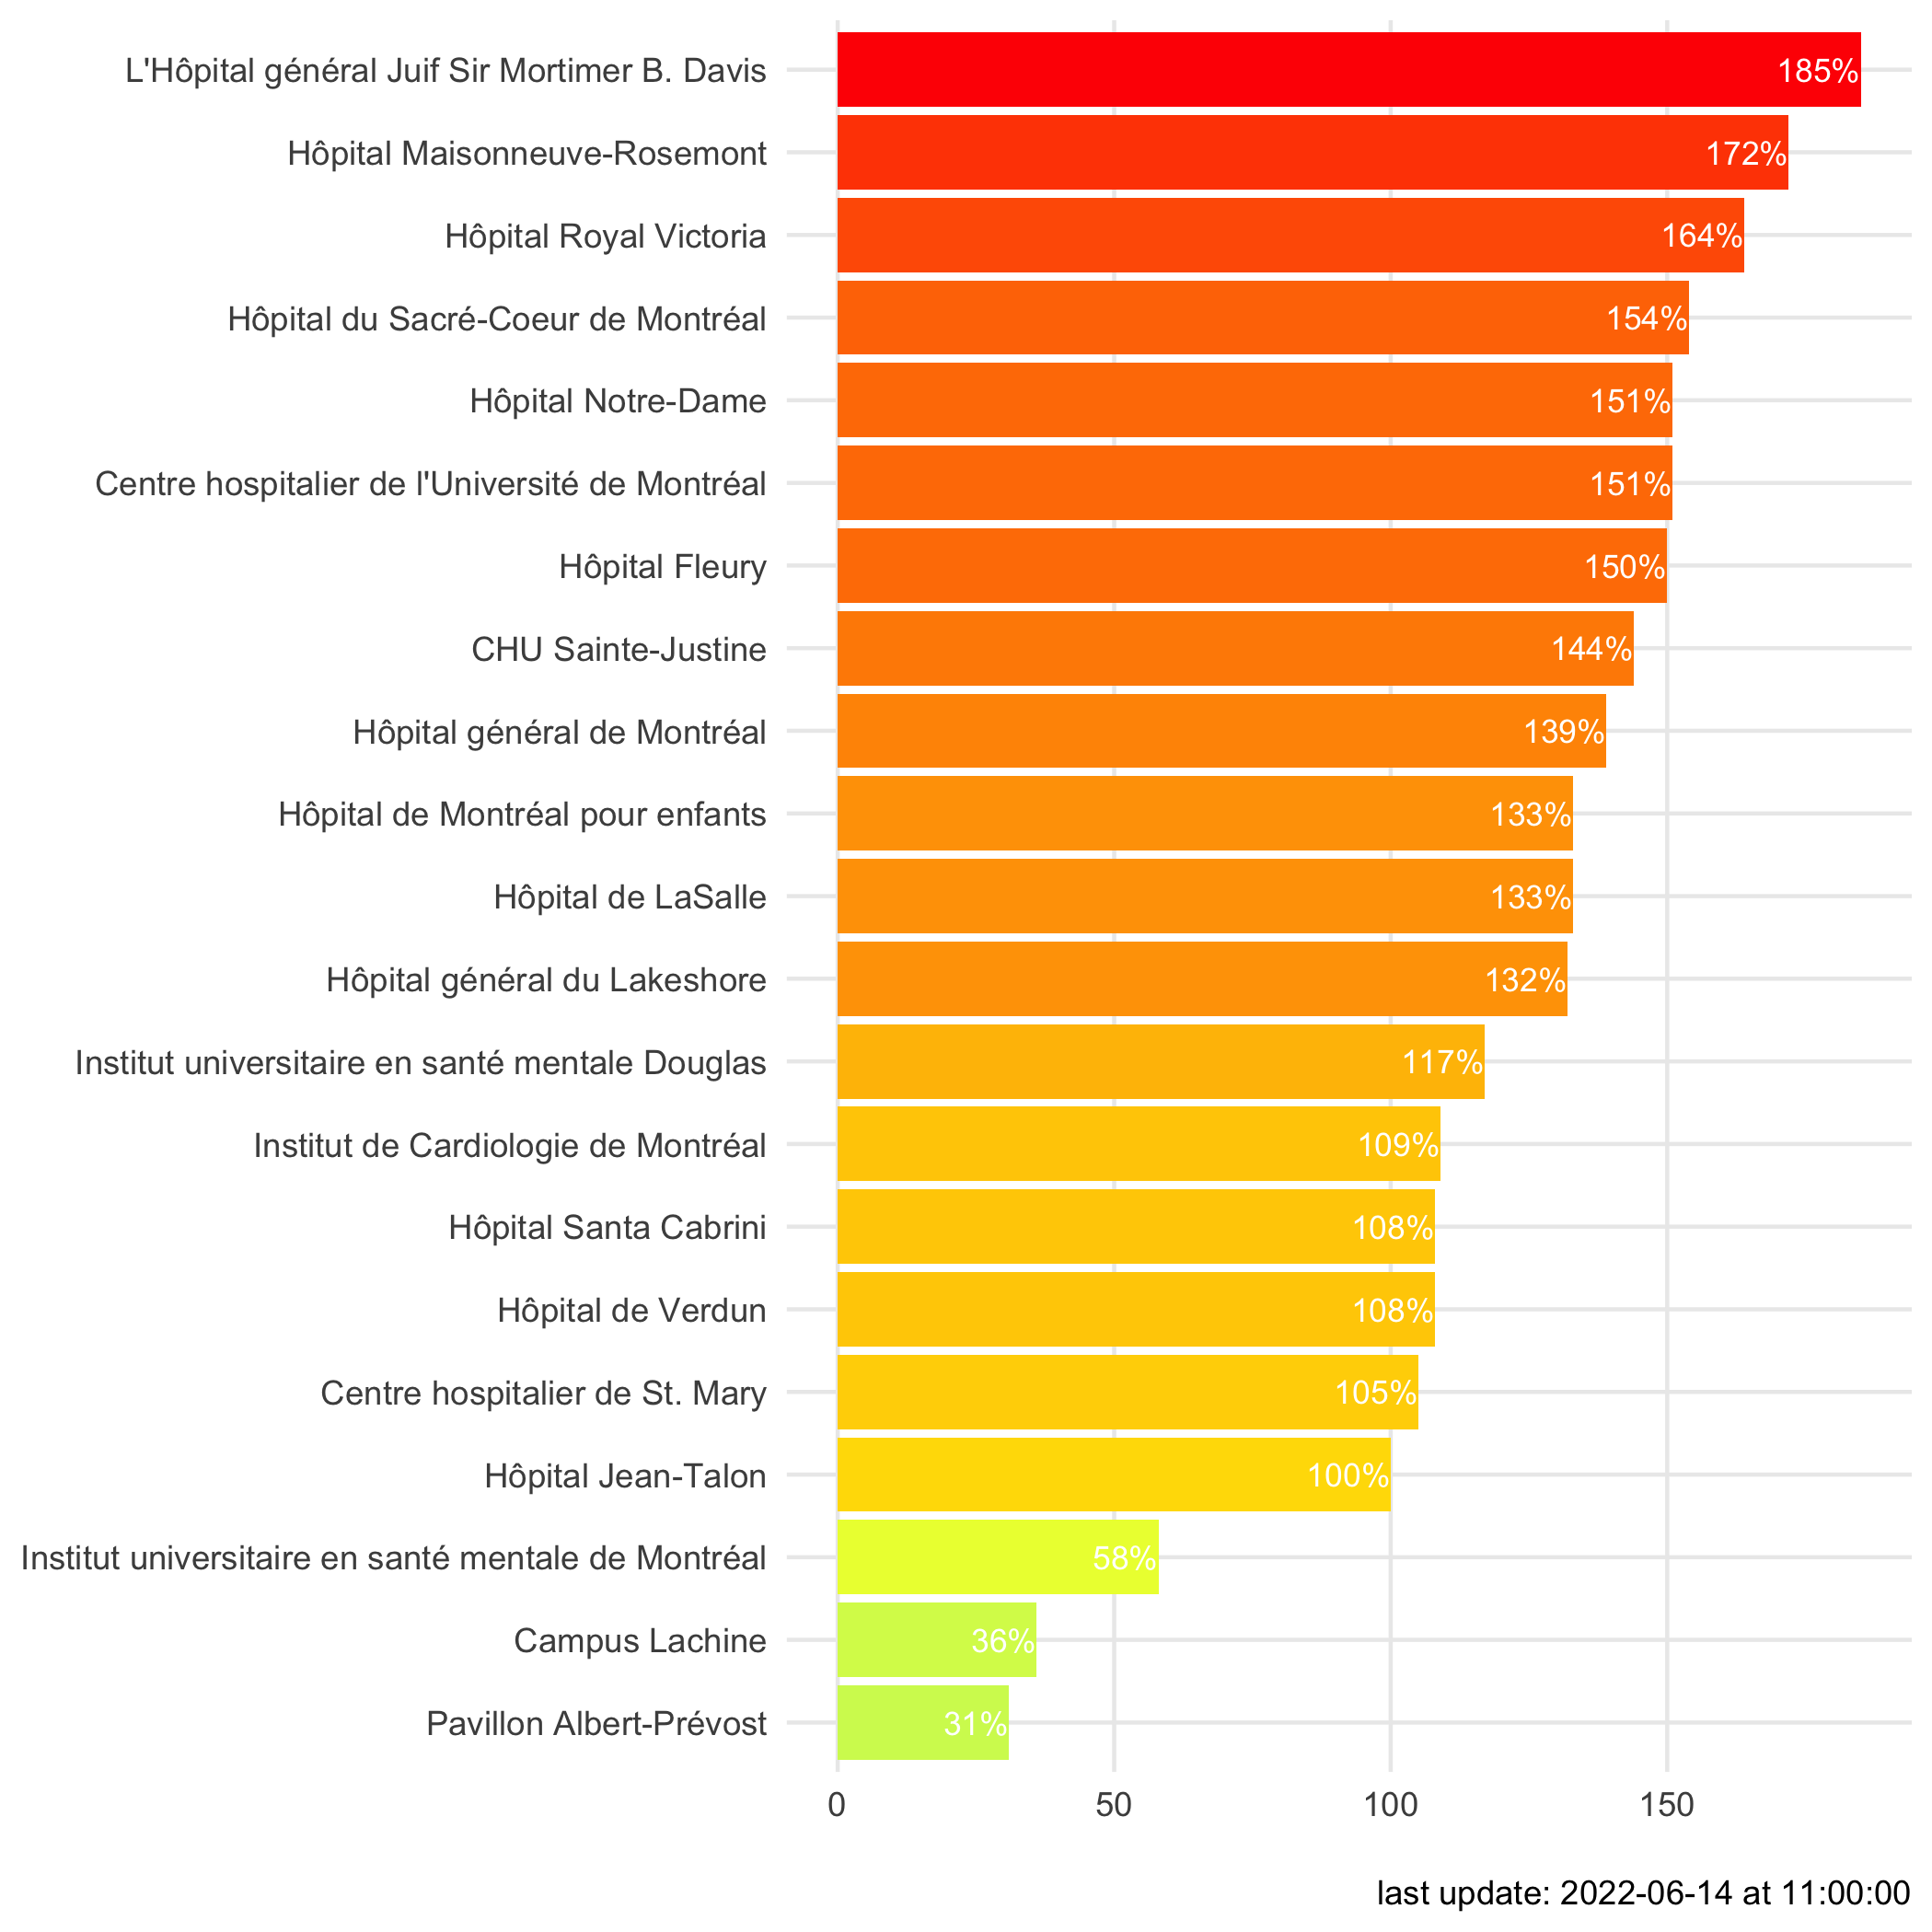 L'Hôpital général Juif Sir Mortimer B. Davis 185%
Hôpital Maisonneuve-Rosemont 172%
Hôpital Royal Victoria 164%
Hôpital du Sacré-Coeur de Montréal 154%
Hôpital Notre-Dame 151%
Centre hospitalier de l'Université de Montréal 151%
Hôpital Fleury 150%
CHU Sainte-Justine 144%
Hôpital général de Montréal 139%
Hôpital de Montréal pour enfants 133%
Hôpital de LaSalle 133%
Hôpital général du Lakeshore 132%
Institut universitaire en santé mentale Douglas 117%
Institut de Cardiologie de Montréal 109%
Hôpital Santa Cabrini 108%
Hôpital de Verdun 108%
Centre hospitalier de St. Mary 105%
Hôpital Jean-Talon 100%
Institut universitaire en santé mentale de Montréal 58%
Campus Lachine 36%
Pavillon Albert-Prévost 31%
0 50 100 150
last update: 2022-06-14 at 11:00:00